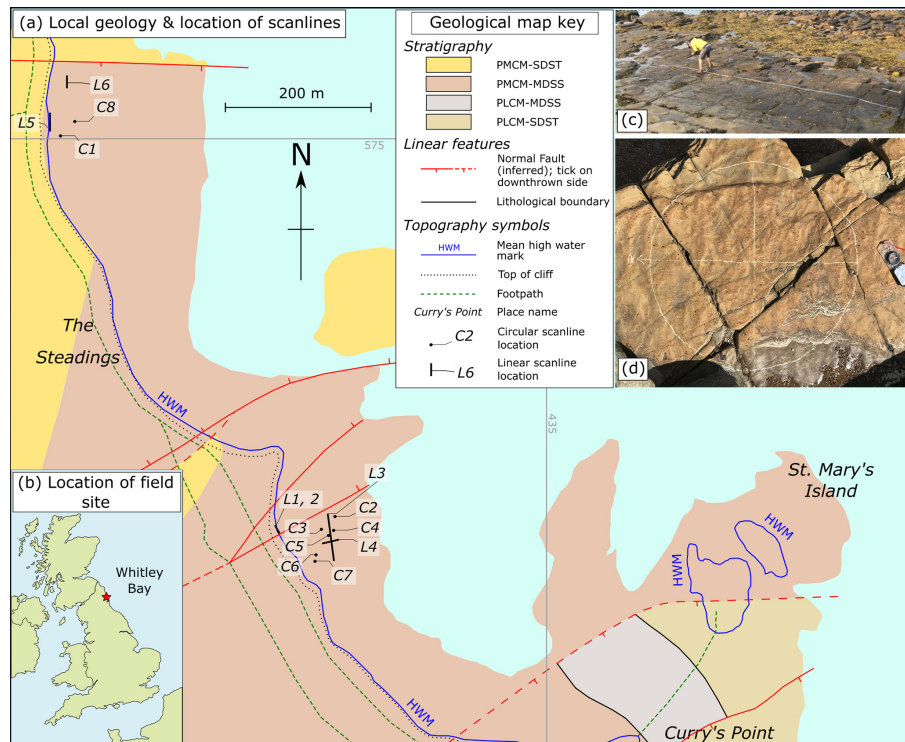 (a) Local geology & location of scanlines
L6
C8
L5
C1
200 m
575
N
The
Steadings
HWM
435
L3
L1, 2
C2
C3
C4
C5
L4
C6
C7
St. Mary's
Island
HWM
HWM
HWM
Curry's Point
Geological map key
Stratigraphy
PMCM-SDST
PMCM-MDSS
PLCM-MDSS
PLCM-SDST
Linear features
Normal Fault
(inferred); tick on
downthrown side
Lithological boundary
Topography symbols
HWM
Mean high water
mark
Top of cliff
Footpath
Curry's Point
Place name
C2
Circular scanline
location
L6
Linear scanline
location
(b) Location of field
site
Whitley
Bay
(c)
(d)